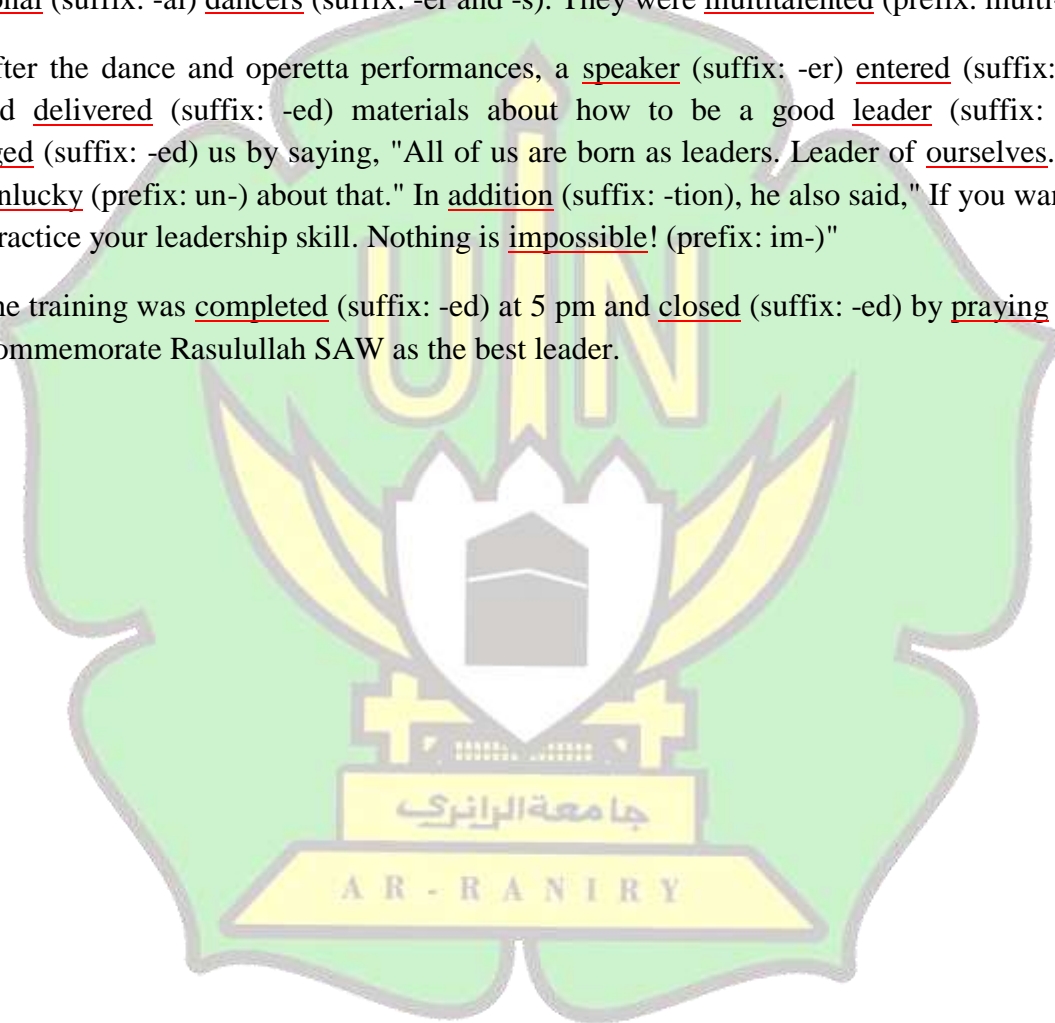 onal (suffix: -al) dancers (suffix: -er and -s). They were multitalented (prefix: multi-
fter the dance and operetta performances, a speaker (suffix: -er) entered (suffix:
d delivered (suffix: -ed) materials about how to be a good leader (suffix:
ged (suffix: -ed) us by saying, "All of us are born as leaders. Leader of ourselves.
nlucky (prefix: un-) about that." In addition (suffix: -tion), he also said," If you wan
ractice your leadership skill. Nothing is impossible! (prefix: im-)"
he training was completed (suffix: -ed) at 5 pm and closed (suffix: -ed) by praying
ommemorate Rasulullah SAW as the best leader.
UIN
جامعة الرانري
AR-RANIRY